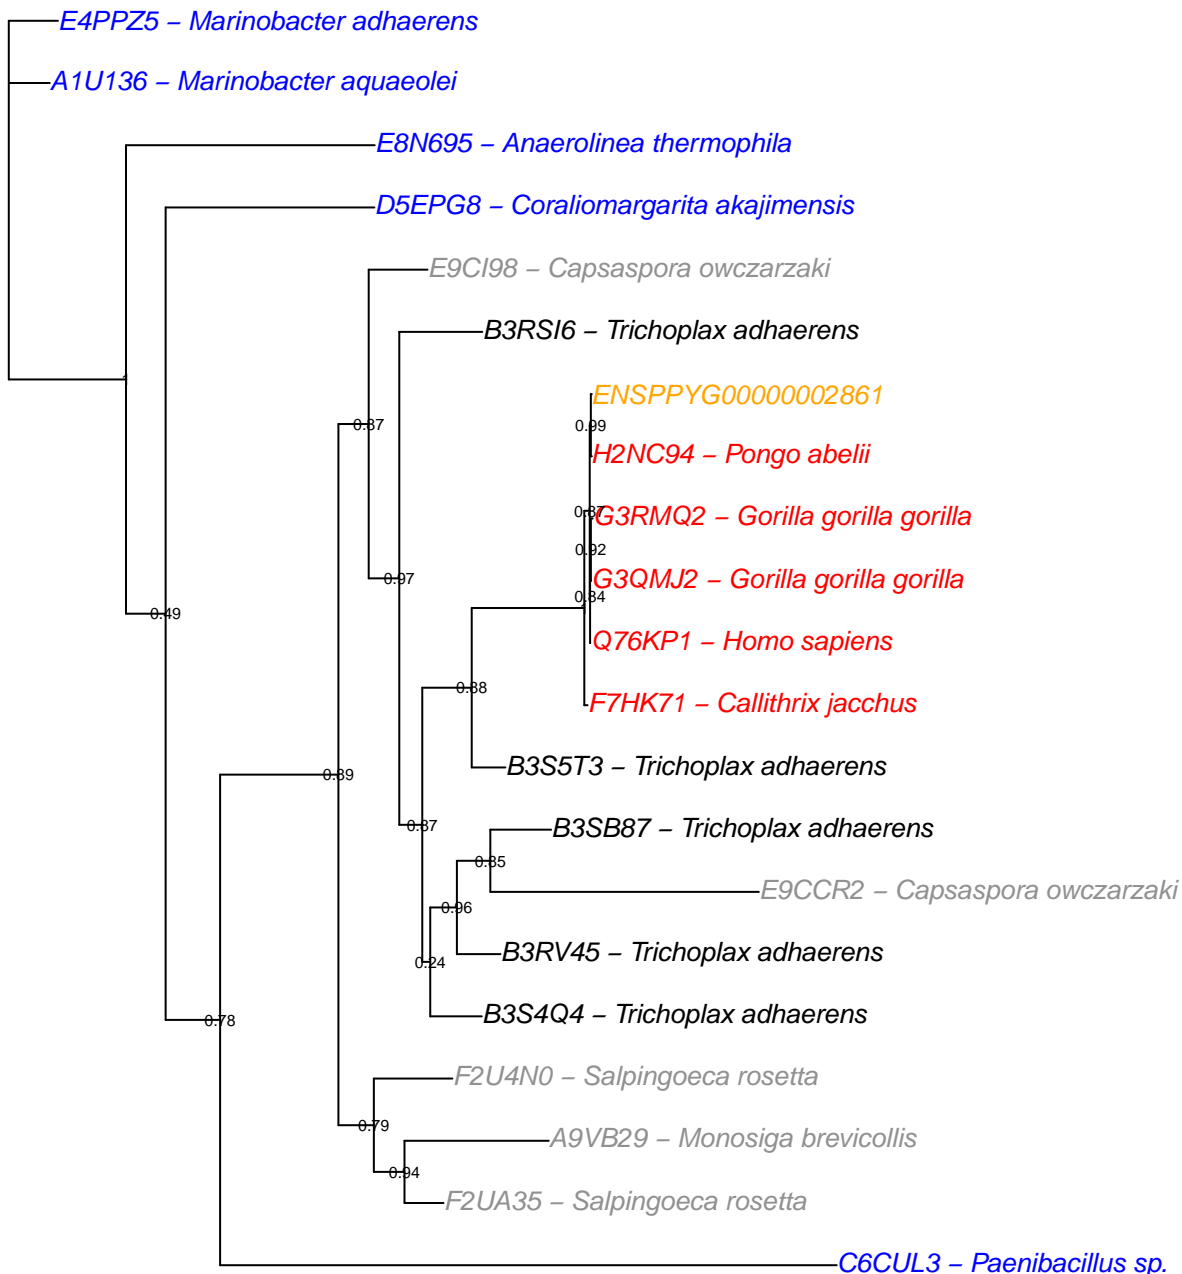 E4PPZ5 – Marinobacter adhaerens
A1U136 – Marinobacter aquaeolei
E8N695 – Anaerolinea thermophila
D5EPG8 – Coraliomargarita akajimensis
E9CI98 – Capsaspora owczarzaki
B3RSI6 – Trichoplax adhaerens
1
ENSPPYG00000002861
0.87
0.99
H2NC94 – Pongo abelii
0.87
G3RMQ2 – Gorilla gorilla gorilla
0.92
0.97
G3QMJ2 – Gorilla gorilla gorilla
0.84
1
0.49
Q76KP1 – Homo sapiens
0.88
F7HK71 – Callithrix jacchus
B3S5T3 – Trichoplax adhaerens
0.89
0.87
B3SB87 – Trichoplax adhaerens
0.85
E9CCR2 – Capsaspora owczarzaki
0.96
B3RV45 – Trichoplax adhaerens
0.24
B3S4Q4 – Trichoplax adhaerens
0.78
F2U4N0 – Salpingoeca rosetta
0.79
A9VB29 – Monosiga brevicollis
0.94
F2UA35 – Salpingoeca rosetta
C6CUL3 – Paenibacillus sp.